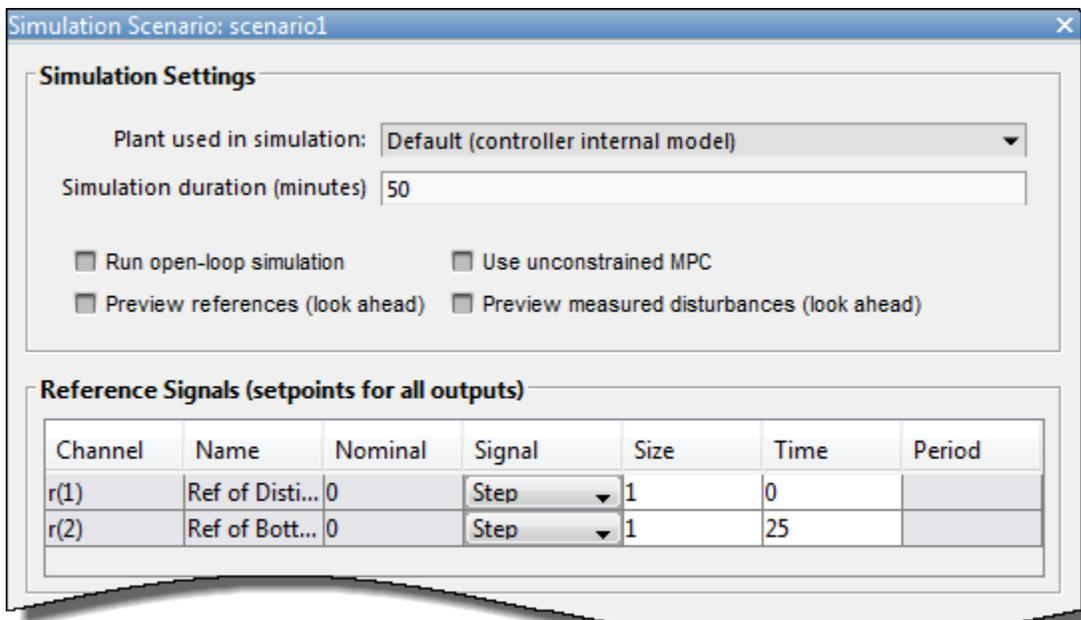 Simulation Scenario: scenario1
Simulation Settings
Plant used in simulation: Default (controller internal model)
Simulation duration (minutes) 50
Run open-loop simulation Use unconstrained MPC
Preview references (look ahead) Preview measured disturbances (look ahead)
Reference Signals (setpoints for all outputs)
Channel Name Nominal Signal Size Time Period
r(1) Ref of Disti... 0 Step 1 0
r(2) Ref of Bott... 0 Step 1 25